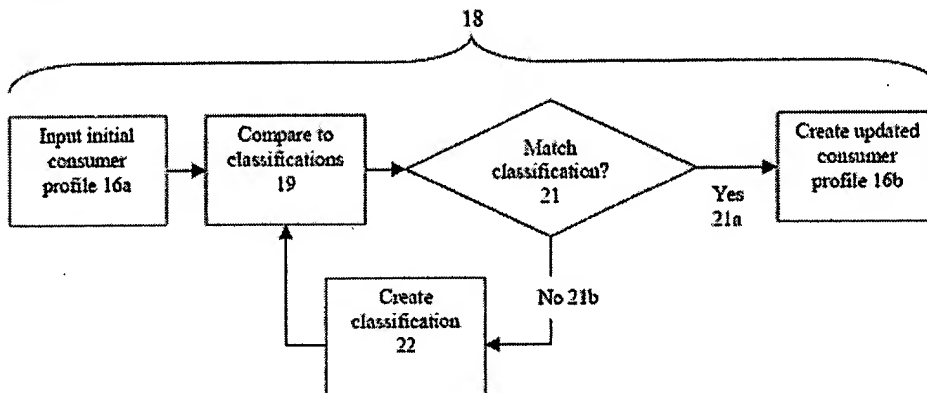 18
Input initial
consumer
profile 16a
Compare to
classifications
19
Match
classification?
21
Yes
21a
Create updated
consumer
profile 16b
No 21b
Create
classification
22